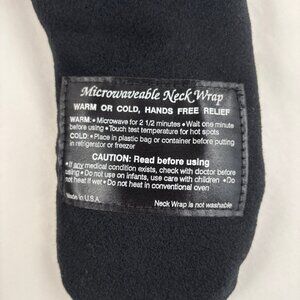 Microwaveable Neck Wrap
WARM OR COLD, HANDS FREE RELIEF
WARM: • Microwave for 2 1/2 minutes • Wait one minute
before using • Touch test temperature for hot spots
COLD: • Place in plastic bag or container before putting
in refrigerator or freezer
CAUTION: Read before using
• If any medical condition exists, check with doctor before
using • Do not use on infants, use care with children • Do
not heat if wet • Do not heat in conventional oven
Made in U.S.A.
Neck Wrap is not washable